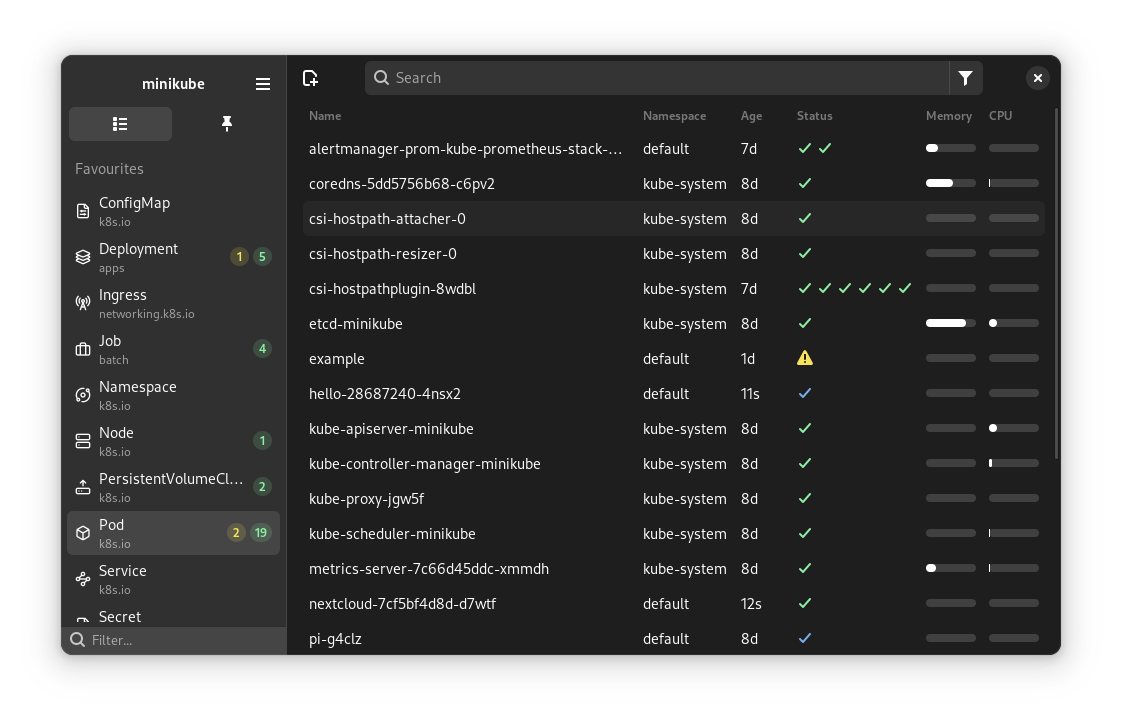 minikube
Favourites
ConfigMap
k8s.io
Deployment 1 5
apps
Ingress
networking.k8s.io
Job 4
batch
Namespace
k8s.io
Node 1
k8s.io
PersistentVolumeCl... 2
k8s.io
Pod 2 19
k8s.io
Service
k8s.io
Secret
Filter...
Search
Name Namespace Age Status Memory CPU
alertmanager-prom-kube-prometheus-stack-... default 7d
coredns-5dd5756b68-c6pv2 kube-system 8d
csi-hostpath-attacher-0 kube-system 8d
csi-hostpath-resizer-0 kube-system 8d
csi-hostpathplugin-8wdbl kube-system 7d
etcd-minikube kube-system 8d
example default 1d
hello-28687240-4nsx2 default 11s
kube-apiserver-minikube kube-system 8d
kube-controller-manager-minikube kube-system 8d
kube-proxy-jgw5f kube-system 8d
kube-scheduler-minikube kube-system 8d
metrics-server-7c66d45ddc-xmmdh kube-system 8d
nextcloud-7cf5bf4d8d-d7wtf default 12s
pi-g4clz default 8d